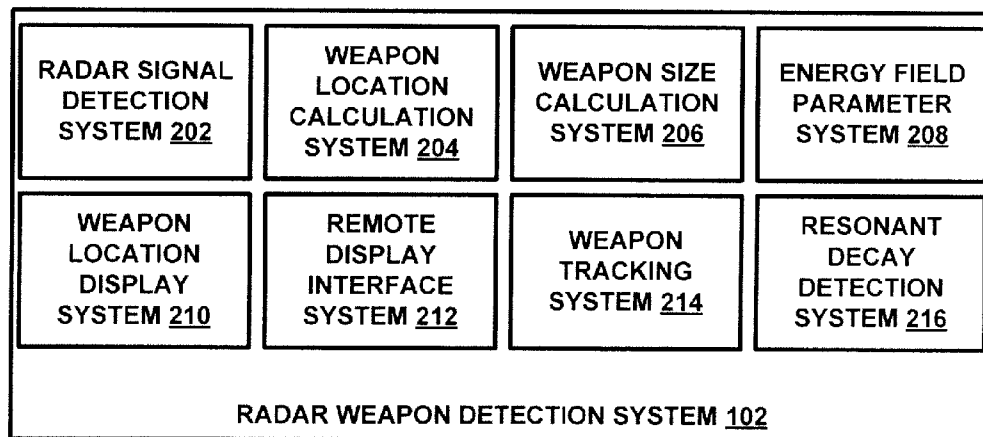 RADAR SIGNAL
DETECTION
SYSTEM 202
WEAPON
LOCATION
CALCULATION
SYSTEM 204
WEAPON SIZE
CALCULATION
SYSTEM 206
ENERGY FIELD
PARAMETER
SYSTEM 208
WEAPON
LOCATION
DISPLAY
SYSTEM 210
REMOTE
DISPLAY
INTERFACE
SYSTEM 212
WEAPON
TRACKING
SYSTEM 214
RESONANT
DECAY
DETECTION
SYSTEM 216
RADAR WEAPON DETECTION SYSTEM 102